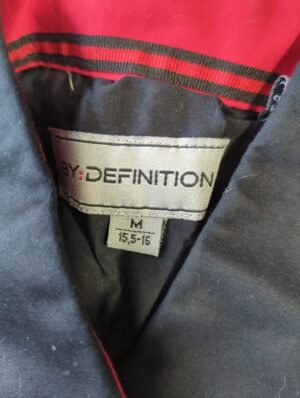 BY:DEFINITION
M
15,5-16